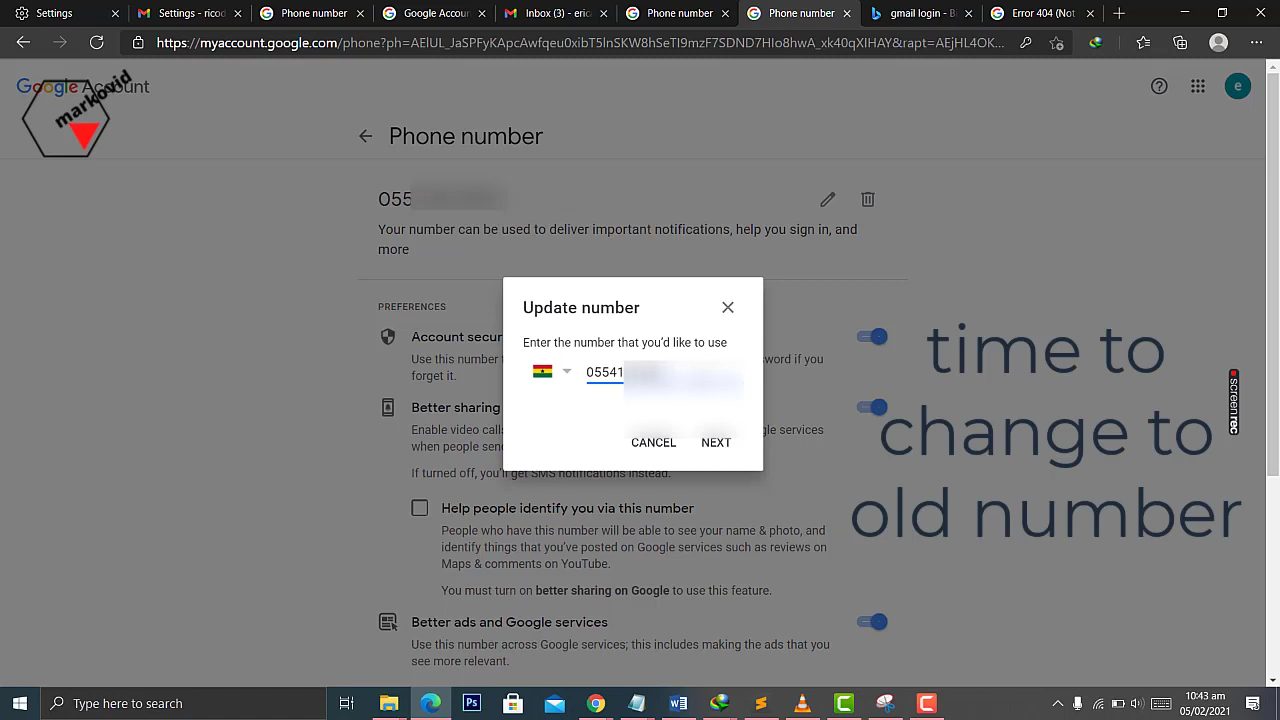 Settings
Settings - ricod
Phone number
Google Accou
Inbox (3) - eric
Phone number
Phone number
gmail login - B
Error 404 (Not
https://myaccount.google.com/phone?ph=AElUL_JaSPFyKApcAwfqeu0xibT5lnSKW8hSeTI9mzF7SDND7HIo8hwA_xk40qXIHAY&rapt=AEjHL4OK...
Google Account
markovid
e
Phone number
055
Your number can be used to deliver important notifications, help you sign in, and
more
PREFERENCES
Account secur
Use this number t
ssword if you
forget it.
Better sharing
Enable video calls
gle services
when people send
If turned off, you'll get SMS notifications instead.
Help people identify you via this number
People who have this number will be able to see your name & photo, and
identify things that you've posted on Google services such as reviews on
Maps & comments on YouTube.
You must turn on better sharing on Google to use this feature.
Better ads and Google services
Use this number across Google services; this includes making the ads that you
see more relevant.
Update number
Enter the number that you'd like to use
05541
CANCEL
NEXT
time to
change to
old number
screenrec
Type here to search
Ps
10:43 am
05/02/2021